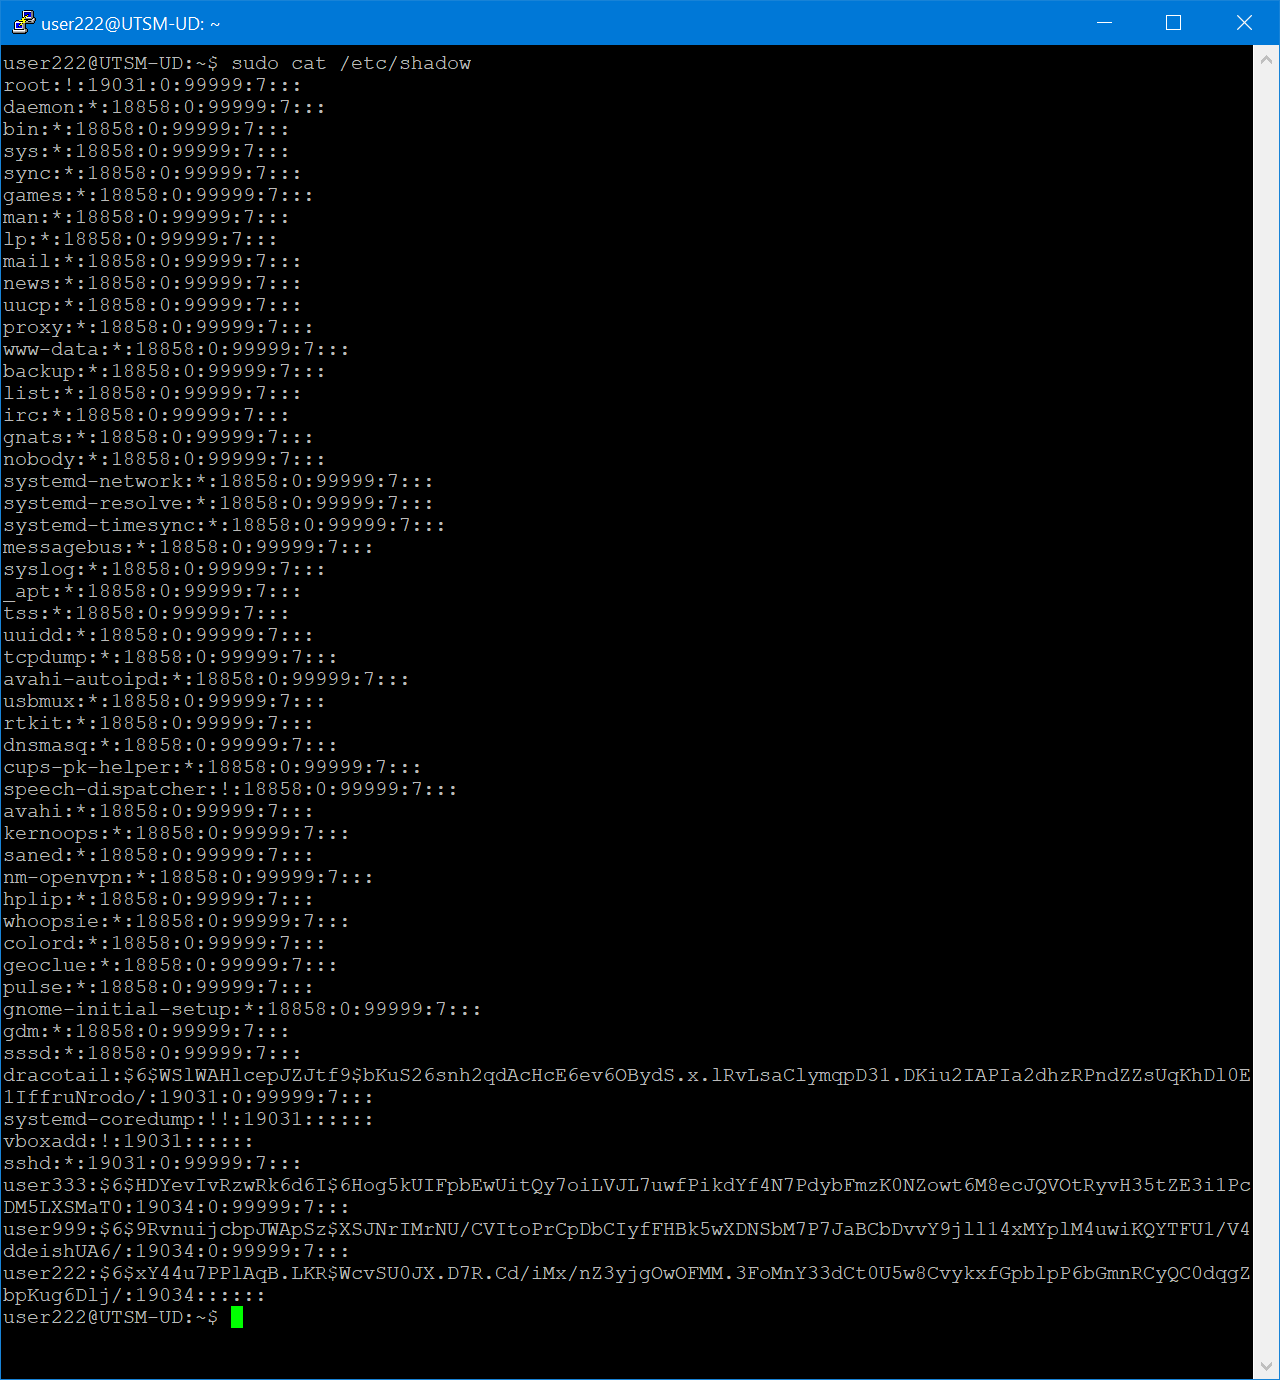 user222@UTSM-UD: ~
user222@UTSM-UD:~$ sudo cat /etc/shadow
root:!:19031:0:99999:7:::
daemon:*:18858:0:99999:7:::
bin:*:18858:0:99999:7:::
sys:*:18858:0:99999:7:::
sync:*:18858:0:99999:7:::
games:*:18858:0:99999:7:::
man:*:18858:0:99999:7:::
lp:*:18858:0:99999:7:::
mail:*:18858:0:99999:7:::
news:*:18858:0:99999:7:::
uucp:*:18858:0:99999:7:::
proxy:*:18858:0:99999:7:::
www-data:*:18858:0:99999:7:::
backup:*:18858:0:99999:7:::
list:*:18858:0:99999:7:::
irc:*:18858:0:99999:7:::
gnats:*:18858:0:99999:7:::
nobody:*:18858:0:99999:7:::
systemd-network:*:18858:0:99999:7:::
systemd-resolve:*:18858:0:99999:7:::
systemd-timesync:*:18858:0:99999:7:::
messagebus:*:18858:0:99999:7:::
syslog:*:18858:0:99999:7:::
_apt:*:18858:0:99999:7:::
tss:*:18858:0:99999:7:::
uuidd:*:18858:0:99999:7:::
tcpdump:*:18858:0:99999:7:::
avahi-autoipd:*:18858:0:99999:7:::
usbmux:*:18858:0:99999:7:::
rtkit:*:18858:0:99999:7:::
dnsmasq:*:18858:0:99999:7:::
cups-pk-helper:*:18858:0:99999:7:::
speech-dispatcher:!:18858:0:99999:7:::
avahi:*:18858:0:99999:7:::
kernoops:*:18858:0:99999:7:::
saned:*:18858:0:99999:7:::
nm-openvpn:*:18858:0:99999:7:::
hplip:*:18858:0:99999:7:::
whoopsie:*:18858:0:99999:7:::
colord:*:18858:0:99999:7:::
geoclue:*:18858:0:99999:7:::
pulse:*:18858:0:99999:7:::
gnome-initial-setup:*:18858:0:99999:7:::
gdm:*:18858:0:99999:7:::
sssd:*:18858:0:99999:7:::
dracotail:$6$WSlWAHlcepJZJtf9$bKuS26snh2qdAcHcE6ev6OBydS.x.lRvLsaClymqpD31.DKiu2IAPIa2dhzRPndZZsUqKhDl0E
1IffruNrodo/:19031:0:99999:7:::
systemd-coredump:!!:19031::::::
vboxadd:!:19031::::::
sshd:*:19031:0:99999:7:::
user333:$6$HDYevIvRzwRk6d6I$6Hog5kUIFpbEwUitQy7oiLVJL7uwfPikdYf4N7PdybFmzK0NZowt6M8ecJQVOtRyvH35tZE3i1Pc
DM5LXSMaT0:19034:0:99999:7:::
user999:$6$9RvnuijcbpJWApSz$XSJNrIMrNU/CVItoPrCpDbCIyfFHBk5wXDNSbM7P7JaBCbDvvY9jll14xMYplM4uwiKQYTFU1/V4
ddeishUA6/:19034:0:99999:7:::
user222:$6$xY44u7PPlAqB.LKR$WcvSU0JX.D7R.Cd/iMx/nZ3yjgOwOFMM.3FoMnY33dCt0U5w8CvykxfGpblpP6bGmnRCyQC0dqgZ
bpKug6Dlj/:19034::::::
user222@UTSM-UD:~$